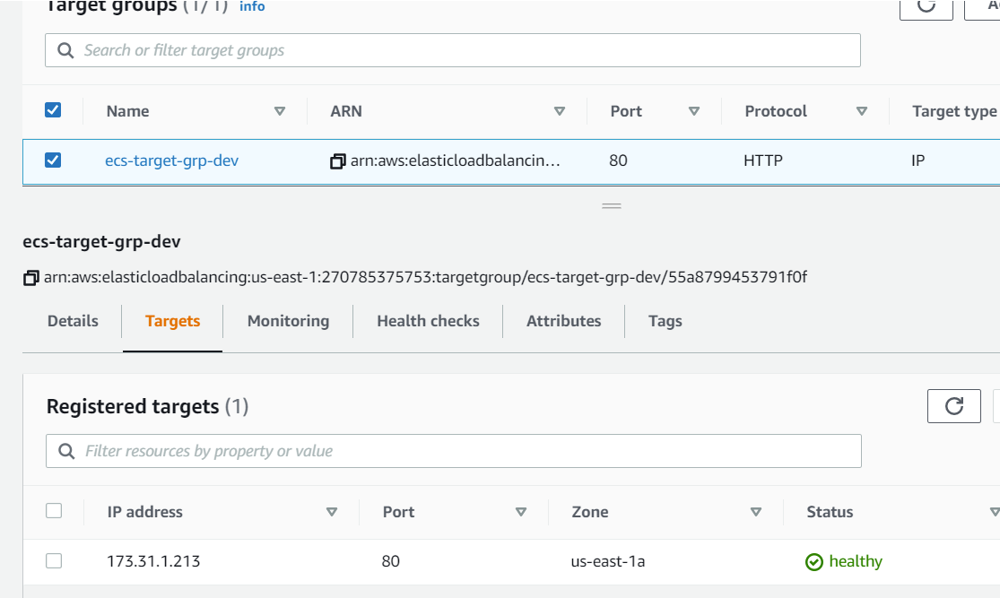 Target groups (1/1) info
Search or filter target groups
Name ARN Port Protocol Target type
ecs-target-grp-dev arn:aws:elasticloadbalancin... 80 HTTP IP
ecs-target-grp-dev
arn:aws:elasticloadbalancing:us-east-1:270785375753:targetgroup/ecs-target-grp-dev/55a8799453791f0f
Details Targets Monitoring Health checks Attributes Tags
Registered targets (1)
Filter resources by property or value
IP address Port Zone Status
173.31.1.213 80 us-east-1a healthy